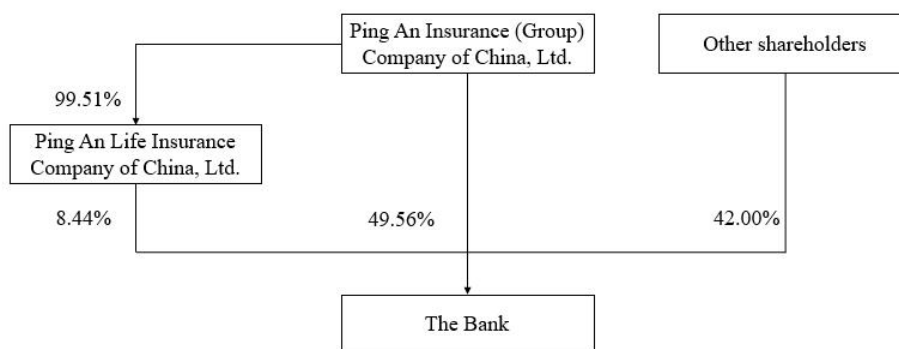 Ping An Insurance (Group)
Company of China, Ltd.
Other shareholders
99.51%
Ping An Life Insurance
Company of China, Ltd.
8.44%
49.56%
42.00%
The Bank